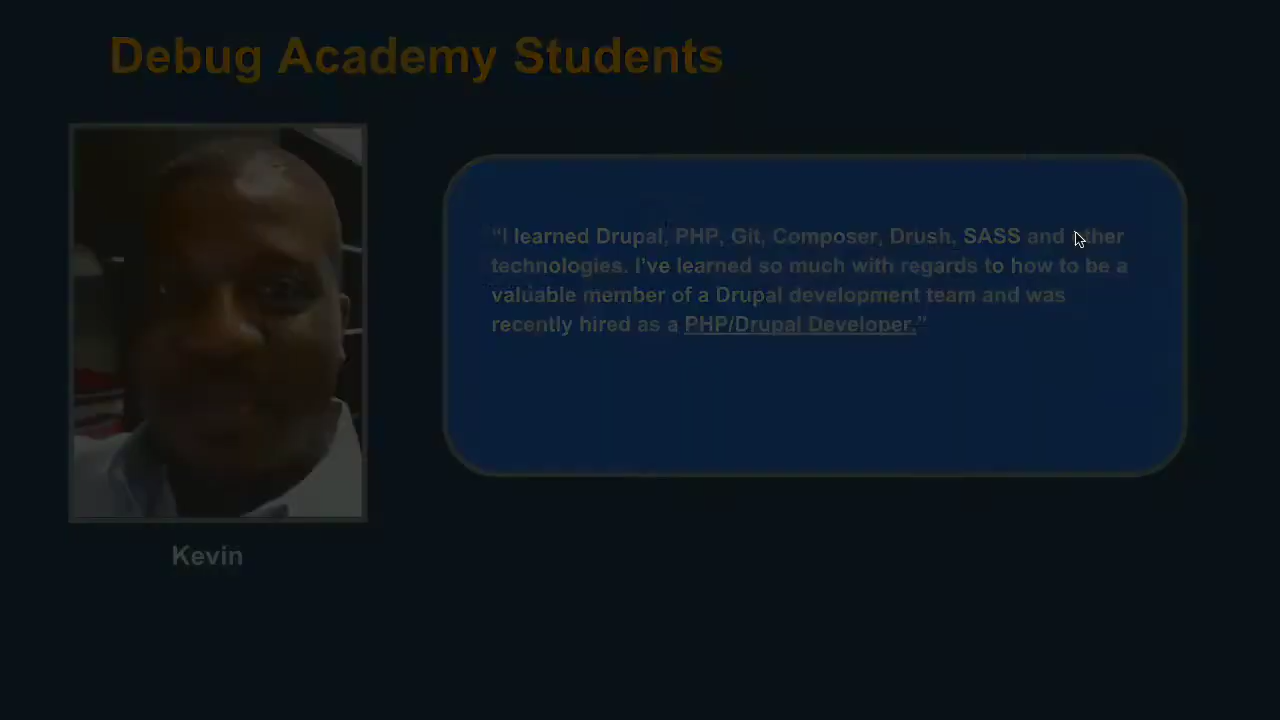 Debug Academy Students
“I learned Drupal, PHP, Git, Composer, Drush, SASS and other
technologies. I’ve learned so much with regards to how to be a
valuable member of a Drupal development team and was
recently hired as a PHP/Drupal Developer.”
Kevin